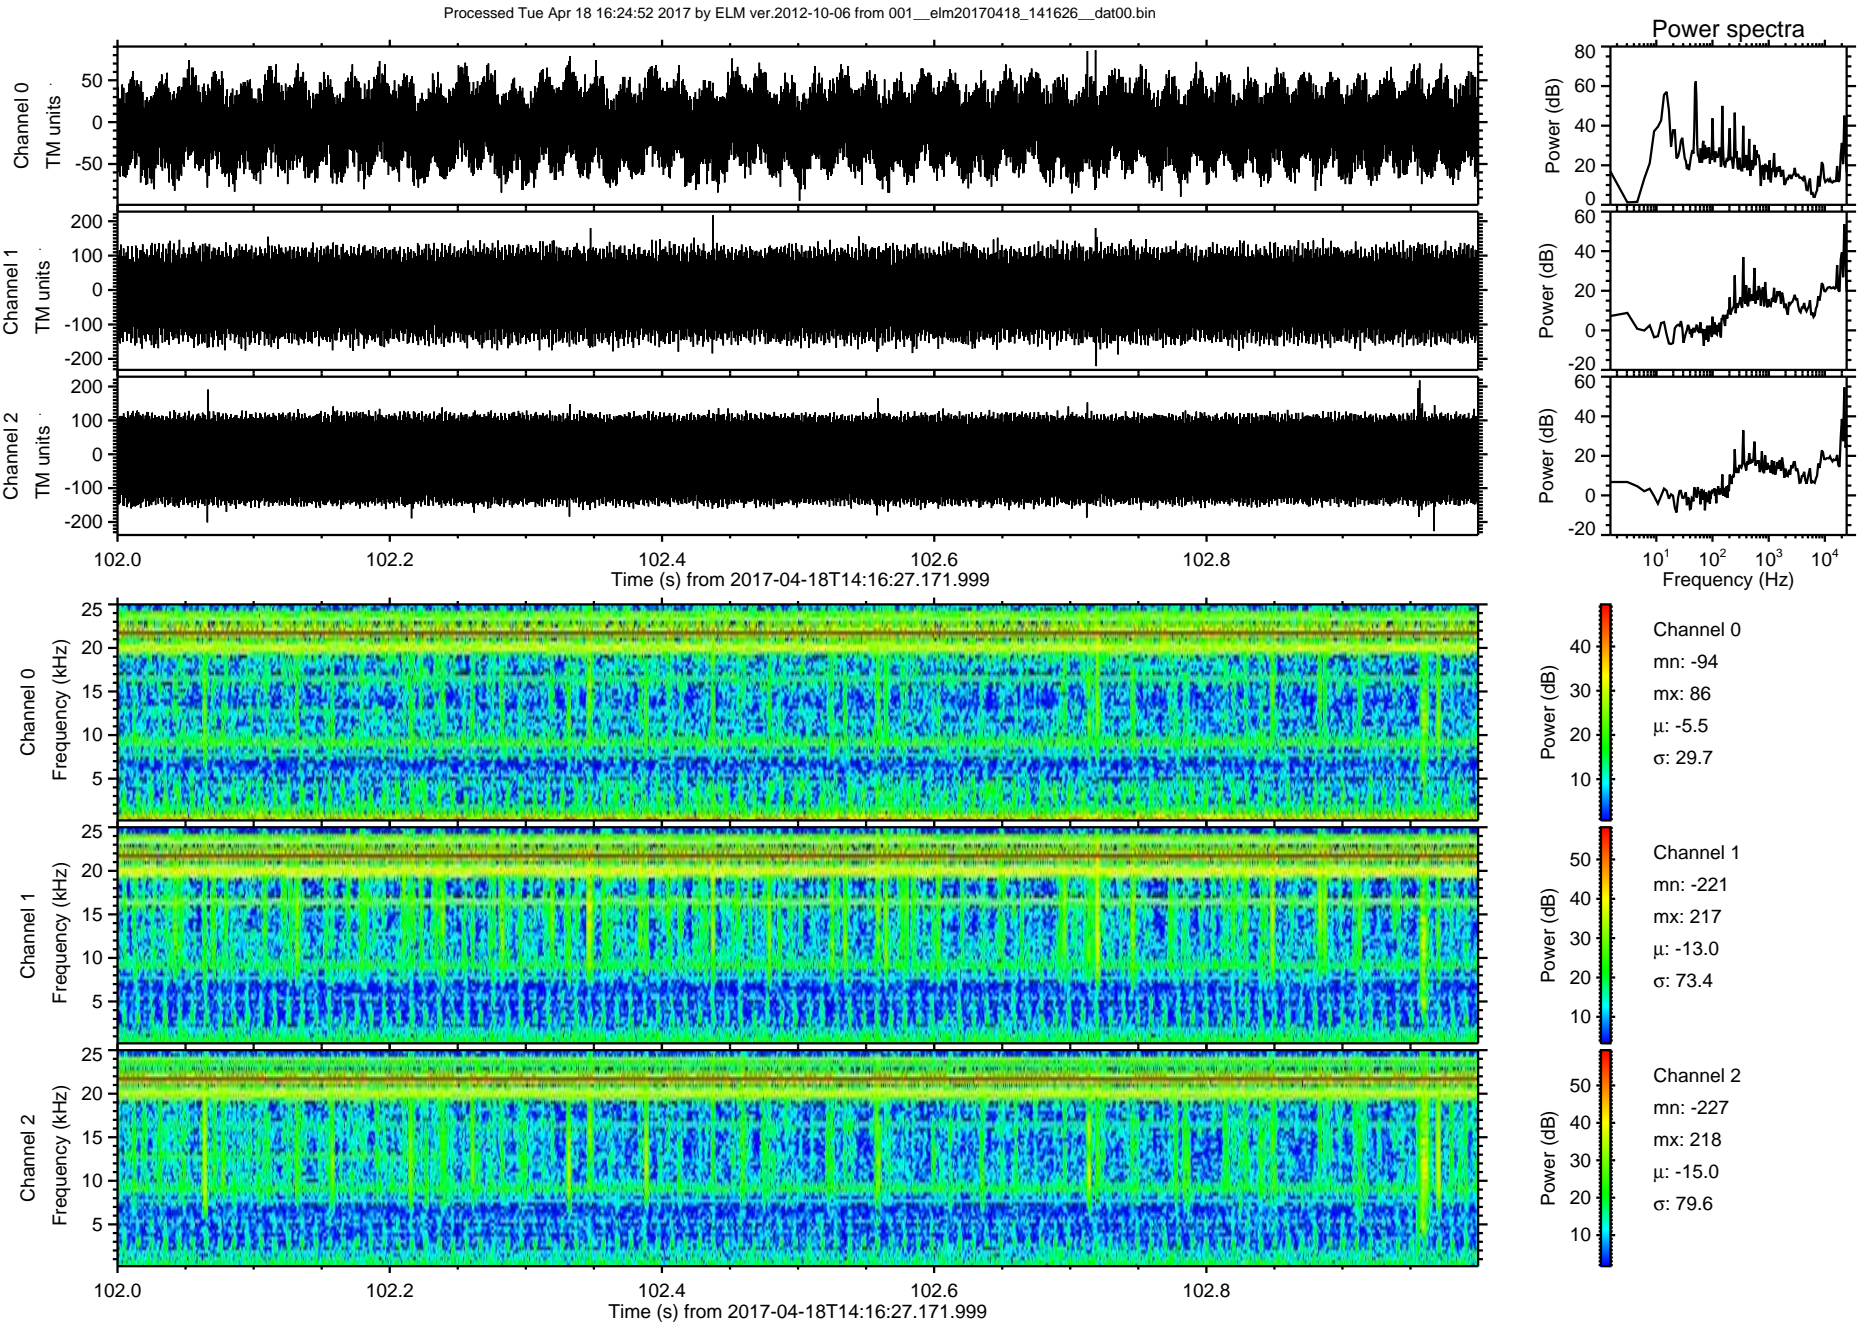 Processed Tue Apr 18 16:24:52 2017 by ELM ver.2012-10-06 from 001__elm20170418_141626__dat00.bin
Power spectra
Channel 0
TM units
50
0
-50
Power (dB)
80
60
40
20
0
Channel 1
TM units
200
100
0
-100
-200
Power (dB)
60
40
20
0
-20
Channel 2
TM units
200
100
0
-100
-200
Power (dB)
60
40
20
0
-20
102.0 102.2 102.4 102.6 102.8
Time (s) from 2017-04-18T14:16:27.171.999
10¹ 10² 10³ 10⁴
Frequency (Hz)
Channel 0
Frequency (kHz)
25
20
15
10
5
Power (dB)
40
30
20
10
Channel 0
mn: -94
mx: 86
μ: -5.5
σ: 29.7
Channel 1
Frequency (kHz)
25
20
15
10
5
Power (dB)
50
40
30
20
10
Channel 1
mn: -221
mx: 217
μ: -13.0
σ: 73.4
Channel 2
Frequency (kHz)
25
20
15
10
5
Power (dB)
50
40
30
20
10
Channel 2
mn: -227
mx: 218
μ: -15.0
σ: 79.6
102.0 102.2 102.4 102.6 102.8
Time (s) from 2017-04-18T14:16:27.171.999